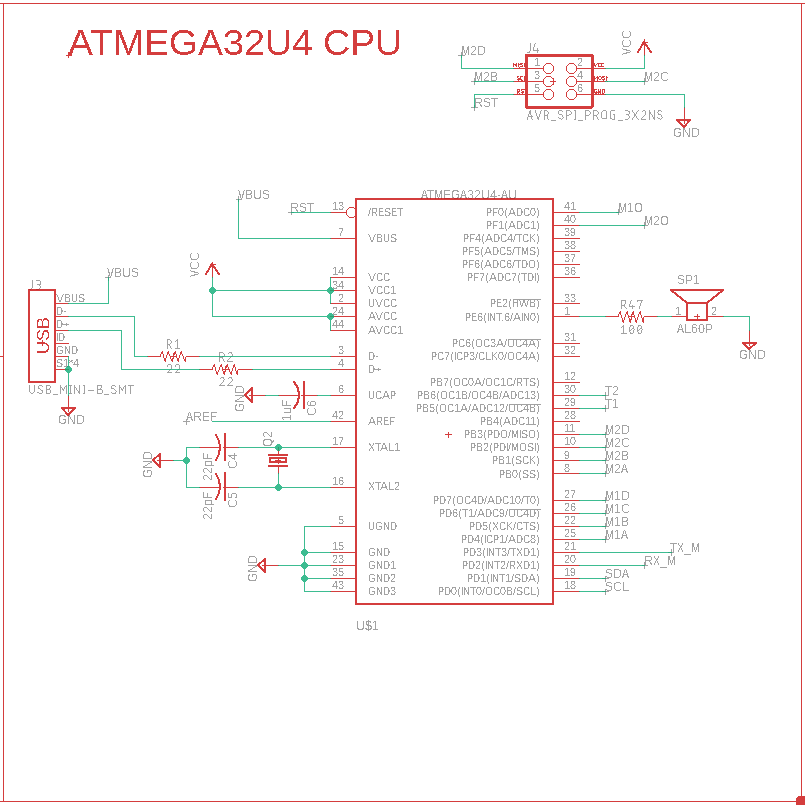 ATMEGA32U4 CPU
M2D
J4
VCC
MISO 1 2 VCC
M2B SCK 3 4 MOSI M2C
RST RST 5 6 GND
AVR_SPI_PROG_3X2NS
GND
ATMEGA32U4-AU
VBUS
RST 13 /RESET
7 VBUS
VCC
14 VCC
34 VCC1
2 UVCC
24 AVCC
44 AVCC1
3 D-
4 D+
6 UCAP
42 AREF
17 XTAL1
16 XTAL2
5 UGND
15 GND
23 GND1
35 GND2
43 GND3
PF0(ADC0) 41 M1O
PF1(ADC1) 40 M2O
PF4(ADC4/TCK) 39
PF5(ADC5/TMS) 38
PF6(ADC6/TDO) 37
PF7(ADC7(TDI) 36
PE2(HWB) 33
PE6(INT.6/AIN0) 1
PC6(OC3A/OC4A) 31
PC7(ICP3/CLK0/OC4A) 32
PB7(OC0A/OC1C/RTS) 12
PB6(OC1B/OC4B/ADC13) 30 T2
PB5(OC1A/ADC12/OC4B) 29 T1
PB4(ADC11) 28
PB3(PDO/MISO) 11 M2D
PB2(PDI/MOSI) 10 M2C
PB1(SCK) 9 M2B
PB0(SS) 8 M2A
PD7(OC4D/ADC10/T0) 27 M1D
PD6(T1/ADC9/OC4D) 26 M1C
PD5(XCK/CTS) 22 M1B
PD4(ICP1/ADC8) 25 M1A
PD3(INT3/TXD1) 21 TX_M
PD2(INT2/RXD1) 20 RX_M
PD1(INT1/SDA) 19 SDA
PD0(INT0/OC0B/SCL) 18 SCL
U$1
R47
100
SP1
1 2
AL60P
GND
J3
VBUS
USB
VBUS
D-
D+
ID
GND
USB_MINI-B_SMT
GND
R1
22
R2
22
GND
1uF
C6
AREF
GND
22pF
C4
Q2
22pF
C5
GND